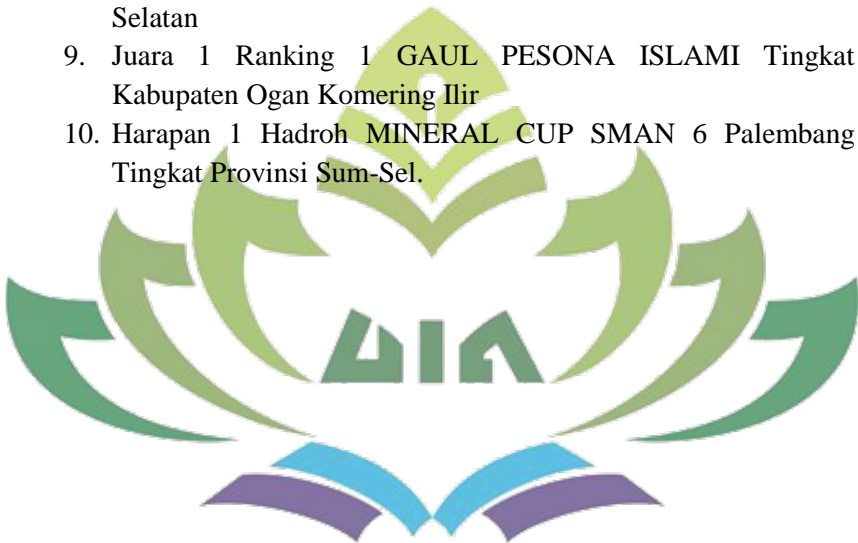 Selatan
9. Juara 1 Ranking 1 GAUL PESONA ISLAMI Tingkat
Kabupaten Ogan Komering Ilir
10. Harapan 1 Hadroh MINERAL CUP SMAN 6 Palembang
Tingkat Provinsi Sum-Sel.
UIN